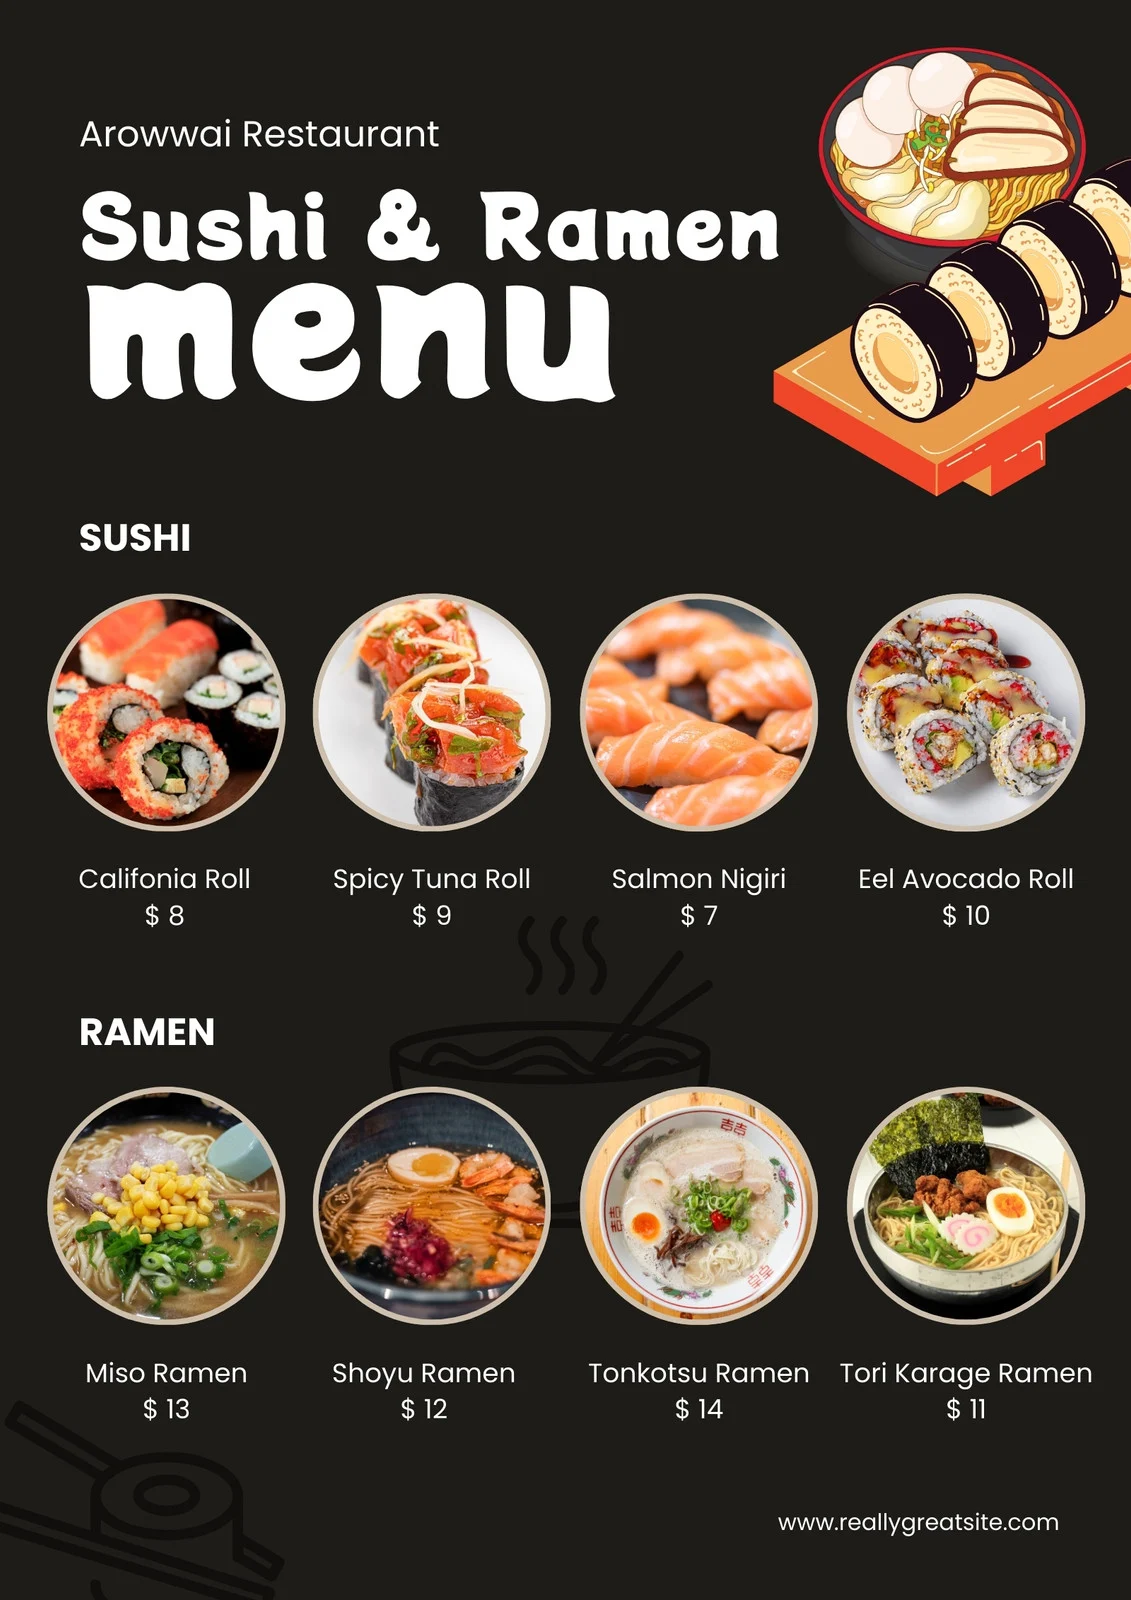 Arowwai Restaurant
Sushi & Ramen
menu
SUSHI
Califonia Roll
$ 8
Spicy Tuna Roll
$ 9
Salmon Nigiri
$ 7
Eel Avocado Roll
$ 10
RAMEN
Miso Ramen
$ 13
Shoyu Ramen
$ 12
Tonkotsu Ramen
$ 14
Tori Karage Ramen
$ 11
www.reallygreatsite.com